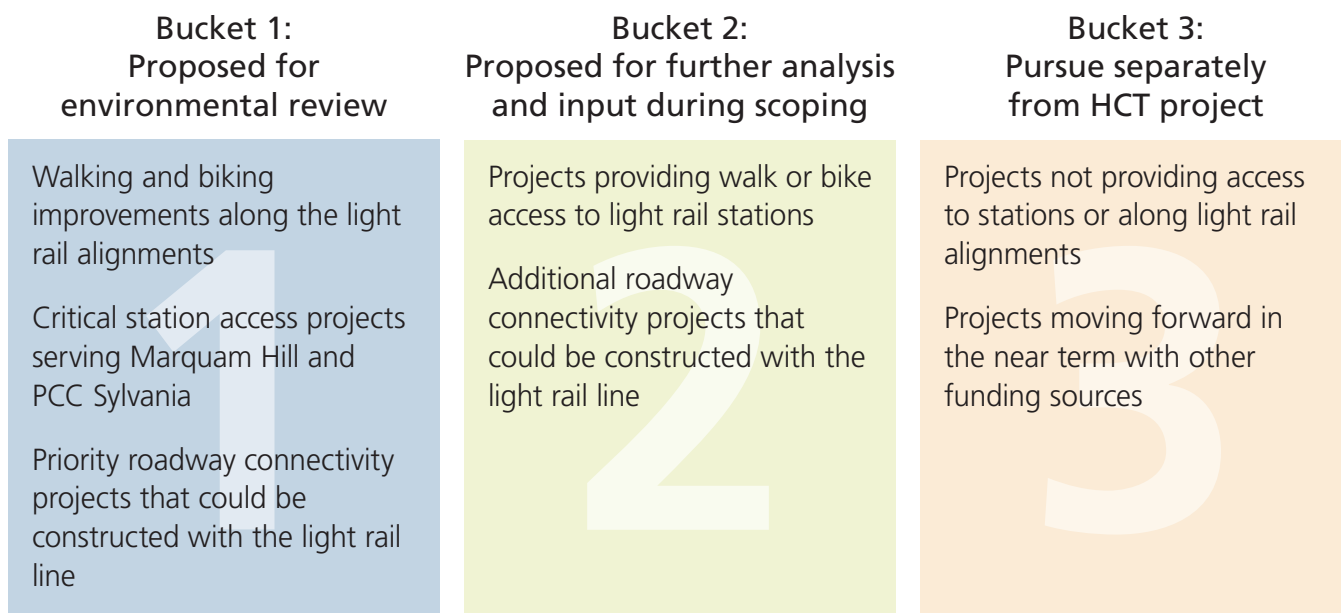 Bucket 1:
Proposed for
environmental review
1
Walking and biking
improvements along the light
rail alignments
Critical station access projects
serving Marquam Hill and
PCC Sylvania
Priority roadway connectivity
projects that could be
constructed with the light rail
line
Bucket 2:
Proposed for further analysis
and input during scoping
2
Projects providing walk or bike
access to light rail stations
Additional roadway
connectivity projects that
could be constructed with the
light rail line
Bucket 3:
Pursue separately
from HCT project
3
Projects not providing access
to stations or along light rail
alignments
Projects moving forward in
the near term with other
funding sources